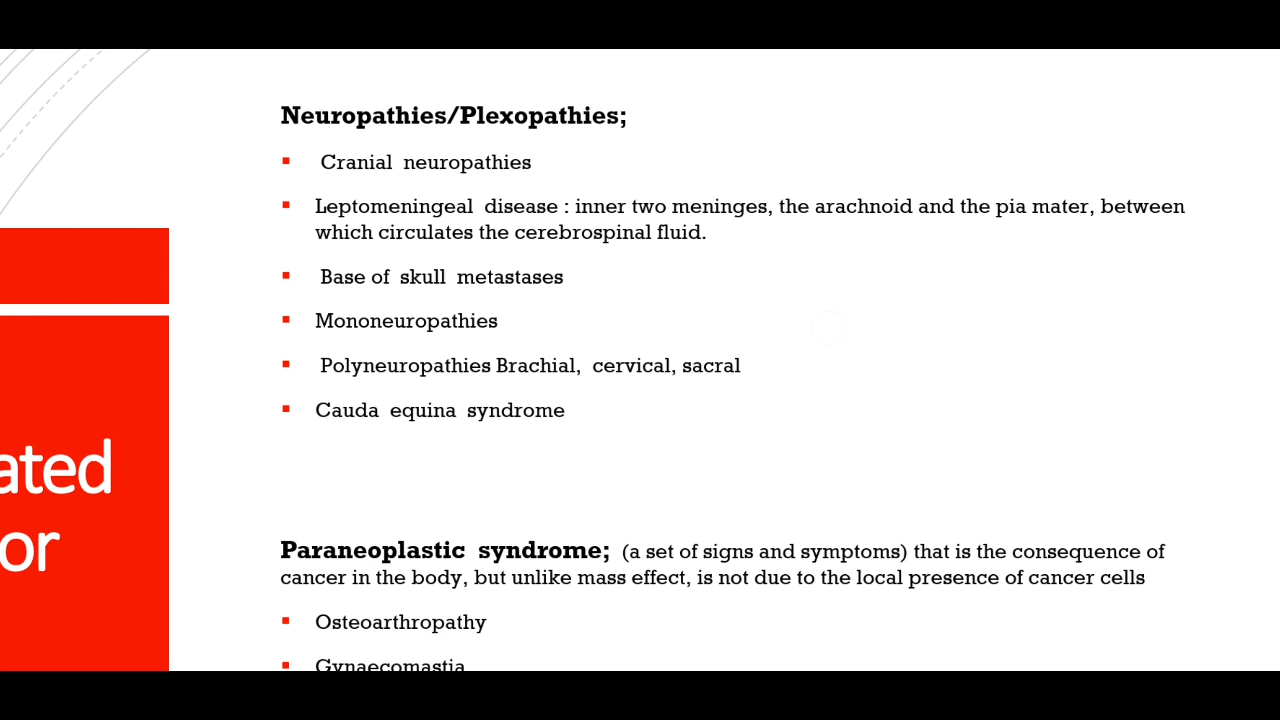 Neuropathies/Plexopathies;
Cranial neuropathies
Leptomeningeal disease : inner two meninges, the arachnoid and the pia mater, between
which circulates the cerebrospinal fluid.
Base of skull metastases
Mononeuropathies
Polyneuropathies Brachial, cervical, sacral
Cauda equina syndrome
ated
or
Paraneoplastic syndrome; (a set of signs and symptoms) that is the consequence of
cancer in the body, but unlike mass effect, is not due to the local presence of cancer cells
Osteoarthropathy
Gynaecomastia